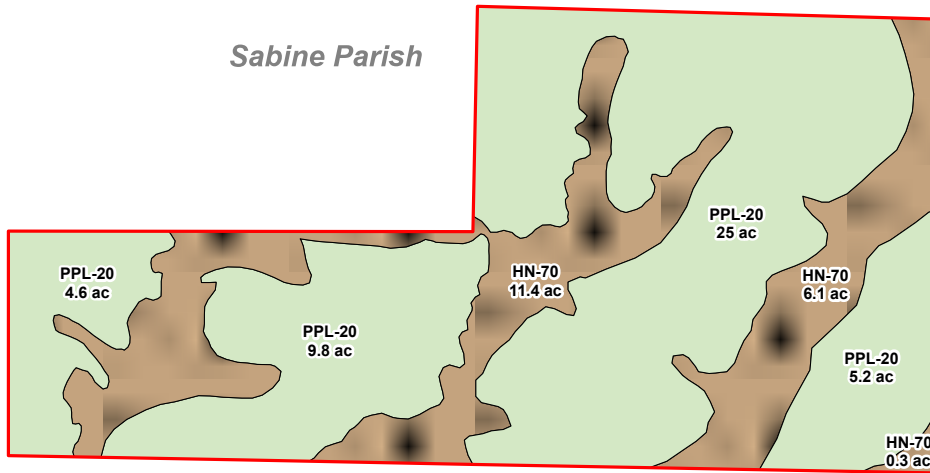 Sabine Parish
PPL-20
25 ac
PPL-20
4.6 ac
HN-70
11.4 ac
HN-70
6.1 ac
PPL-20
9.8 ac
PPL-20
5.2 ac
HN-70
0.3 ac